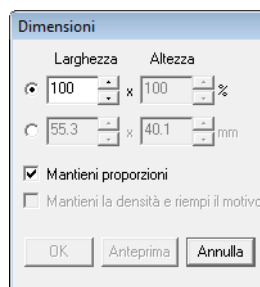 Dimensioni
Larghezza Altezza
100 x 100 %
55.3 x 40.1 mm
Mantieni proporzioni
Mantieni la densità e riempi il motivo
OK Anteprima Annulla